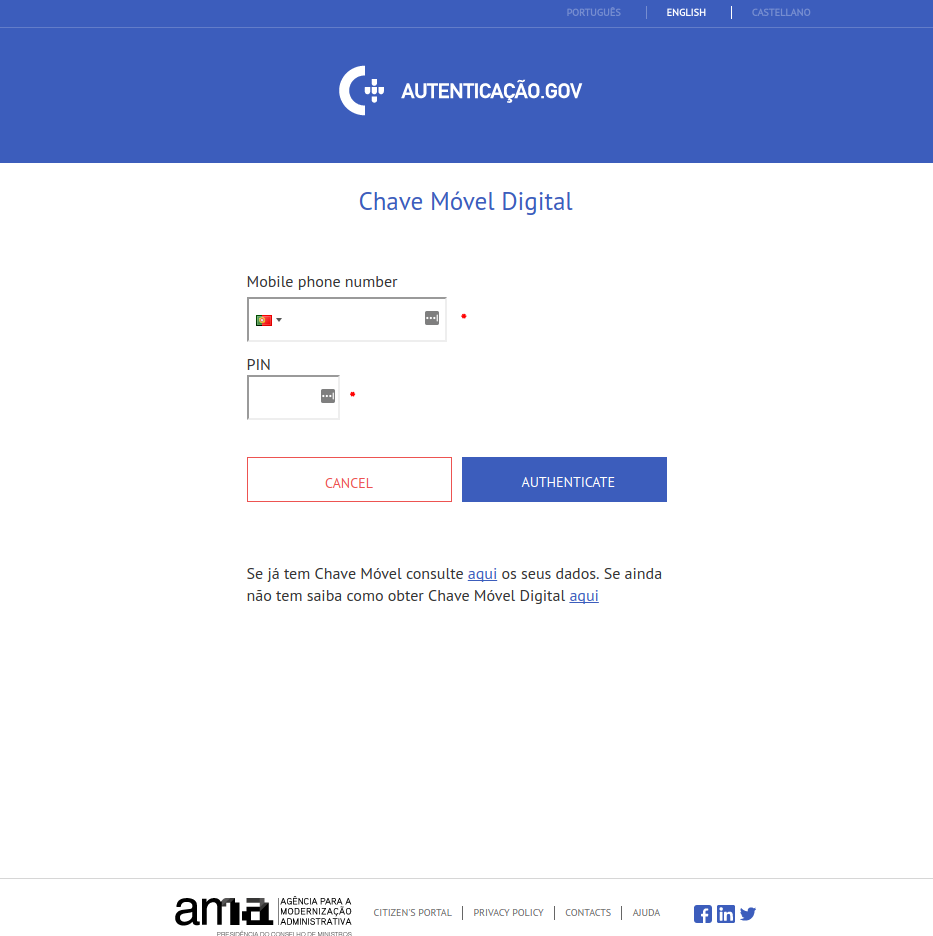 PORTUGUÊS ENGLISH CASTELLANO
AUTENTICAÇÃO.GOV
Chave Móvel Digital
Mobile phone number
*
PIN
*
CANCEL AUTHENTICATE
Se já tem Chave Móvel consulte aqui os seus dados. Se ainda
não tem saiba como obter Chave Móvel Digital aqui
ama AGÊNCIA PARA A
MODERNIZAÇÃO
ADMINISTRATIVA
PRESIDÊNCIA DO CONSELHO DE MINISTROS
CITIZEN'S PORTAL PRIVACY POLICY CONTACTS AJUDA